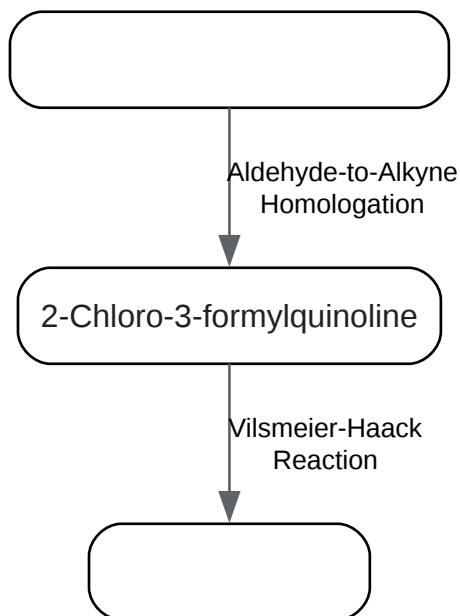 Aldehyde-to-Alkyne
Homologation
2-Chloro-3-formylquinoline
Vilsmeier-Haack
Reaction